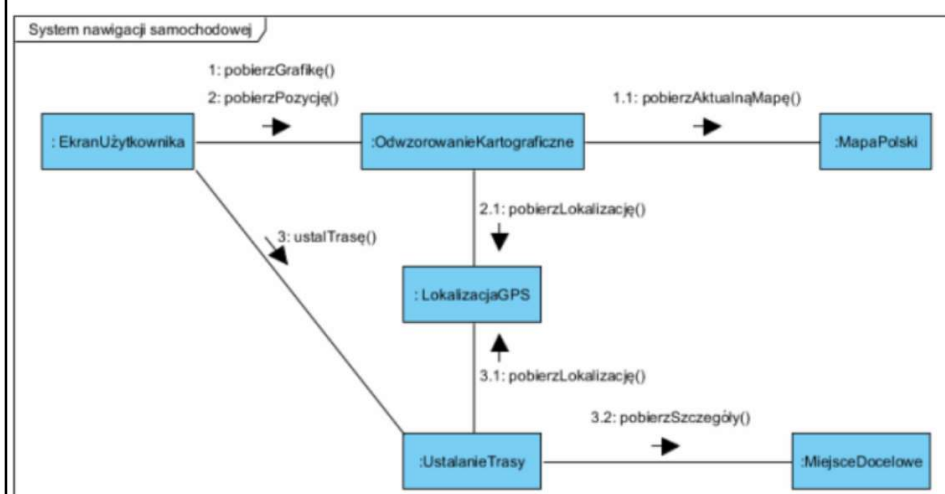 System nawigacji samochodowej
1: pobierzGrafikę()
2: pobierzPozycję()
1.1: pobierzAktualnąMapę()
: EkranUżytkownika
:OdwzorowanieKartograficzne
:MapaPolski
2.1: pobierzLokalizację()
3: ustalTrasę()
: LokalizacjaGPS
3.1: pobierzLokalizację()
3.2: pobierzSzczegóły()
:UstalanieTrasy
:MiejsceDocelowe